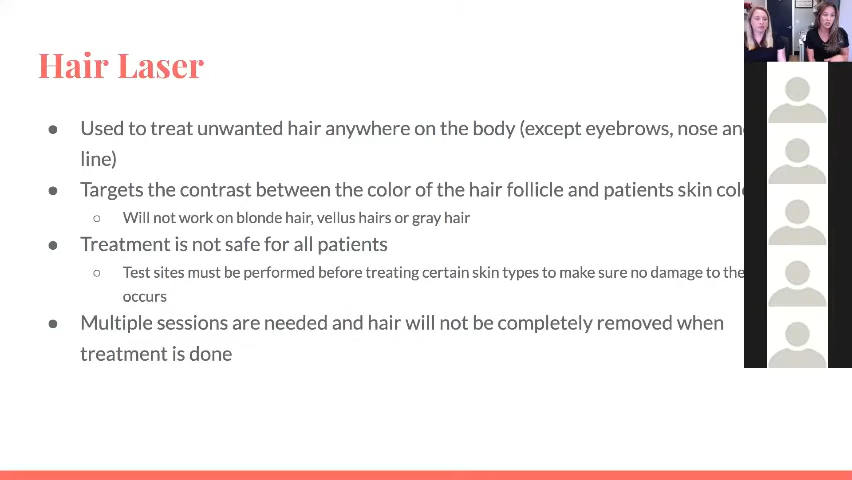 Hair Laser
● Used to treat unwanted hair anywhere on the body (except eyebrows, nose
line)
● Targets the contrast between the color of the hair follicle and patients skin
○ Will not work on blonde hair, vellus hairs or gray hair
● Treatment is not safe for all patients
○ Test sites must be performed before treating certain skin types to make sure no damage to the
occurs
● Multiple sessions are needed and hair will not be completely removed when
treatment is done